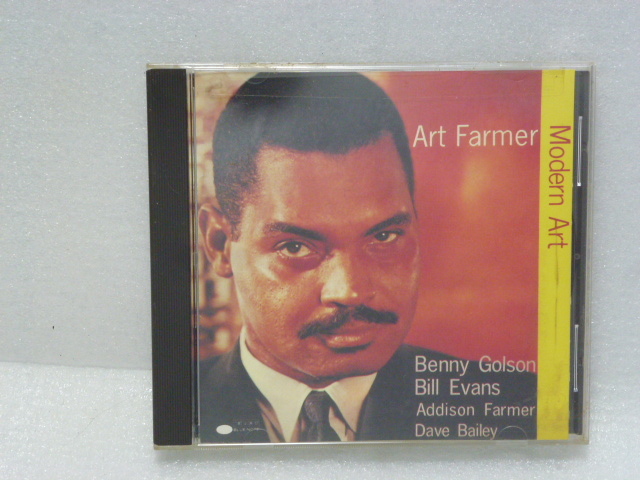 Art Farmer
Modern Art
Benny Golson
Bill Evans
Addison Farmer
Dave Bailey